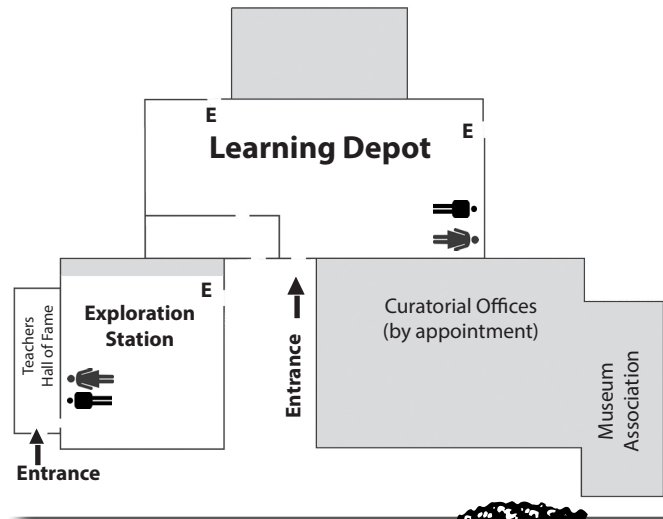 E
E
Learning Depot
E
Exploration
Station
Teachers
Hall of Fame
Entrance
Entrance
Curatorial Offices
(by appointment)
Museum
Association